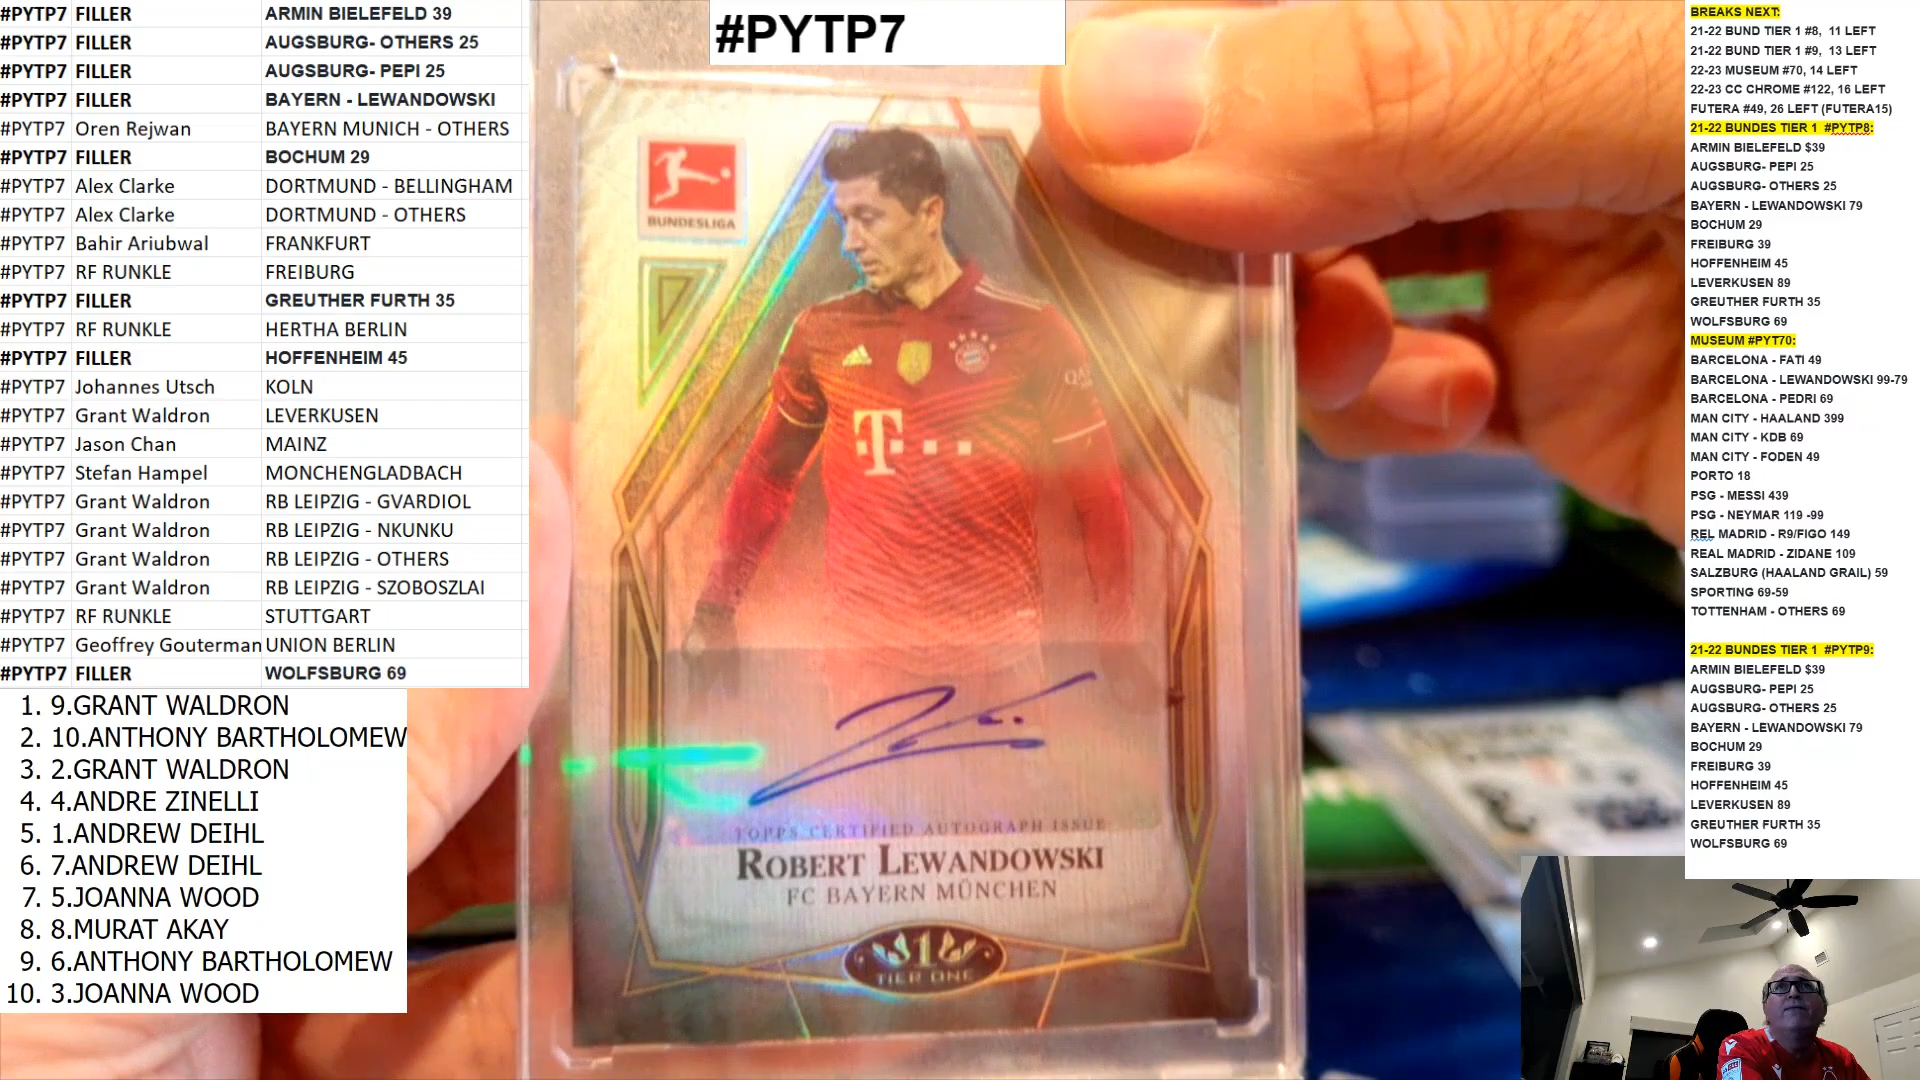 #PYTP7 FILLER ARMIN BIELEFELD 39
#PYTP7 FILLER AUGSBURG- OTHERS 25
#PYTP7 FILLER AUGSBURG- PEPI 25
#PYTP7 FILLER BAYERN - LEWANDOWSKI
#PYTP7 Oren Rejwan BAYERN MUNICH - OTHERS
#PYTP7 FILLER BOCHUM 29
#PYTP7 Alex Clarke DORTMUND - BELLINGHAM
#PYTP7 Alex Clarke DORTMUND - OTHERS
#PYTP7 Bahir Ariubwal FRANKFURT
#PYTP7 RF RUNKLE FREIBURG
#PYTP7 FILLER GREUTHER FURTH 35
#PYTP7 RF RUNKLE HERTHA BERLIN
#PYTP7 FILLER HOFFENHEIM 45
#PYTP7 Johannes Utsch KOLN
#PYTP7 Grant Waldron LEVERKUSEN
#PYTP7 Jason Chan MAINZ
#PYTP7 Stefan Hampel MONCHENGLADBACH
#PYTP7 Grant Waldron RB LEIPZIG - GVARDIOL
#PYTP7 Grant Waldron RB LEIPZIG - NKUNKU
#PYTP7 Grant Waldron RB LEIPZIG - OTHERS
#PYTP7 Grant Waldron RB LEIPZIG - SZOBOSZLAI
#PYTP7 RF RUNKLE STUTTGART
#PYTP7 Geoffrey Gouterman UNION BERLIN
#PYTP7 FILLER WOLFSBURG 69
1. 9.GRANT WALDRON
2. 10.ANTHONY BARTHOLOMEW
3. 2.GRANT WALDRON
4. 4.ANDRE ZINELLI
5. 1.ANDREW DEIHL
6. 7.ANDREW DEIHL
7. 5.JOANNA WOOD
8. 8.MURAT AKAY
9. 6.ANTHONY BARTHOLOMEW
10. 3.JOANNA WOOD
#PYTP7
BUNDESLIGA
T
TOPPS CERTIFIED AUTOGRAPH ISSUE
ROBERT LEWANDOWSKI
FC BAYERN MÜNCHEN
1
TIER ONE
BREAKS NEXT:
21-22 BUND TIER 1 #8, 11 LEFT
21-22 BUND TIER 1 #9, 13 LEFT
22-23 MUSEUM #70, 14 LEFT
22-23 CC CHROME #122, 16 LEFT
FUTERA #49, 26 LEFT (FUTERA15)
21-22 BUNDES TIER 1 #PYTP8:
ARMIN BIELEFELD $39
AUGSBURG- PEPI 25
AUGSBURG- OTHERS 25
BAYERN - LEWANDOWSKI 79
BOCHUM 29
FREIBURG 39
HOFFENHEIM 45
LEVERKUSEN 89
GREUTHER FURTH 35
WOLFSBURG 69
MUSEUM #PYT70:
BARCELONA - FATI 49
BARCELONA - LEWANDOWSKI 99-79
BARCELONA - PEDRI 69
MAN CITY - HAALAND 399
MAN CITY - KDB 69
MAN CITY - FODEN 49
PORTO 18
PSG - MESSI 439
PSG - NEYMAR 119 -99
REL MADRID - R9/FIGO 149
REAL MADRID - ZIDANE 109
SALZBURG (HAALAND GRAIL) 59
SPORTING 69-59
TOTTENHAM - OTHERS 69
21-22 BUNDES TIER 1 #PYTP9:
ARMIN BIELEFELD $39
AUGSBURG- PEPI 25
AUGSBURG- OTHERS 25
BAYERN - LEWANDOWSKI 79
BOCHUM 29
FREIBURG 39
HOFFENHEIM 45
LEVERKUSEN 89
GREUTHER FURTH 35
WOLFSBURG 69